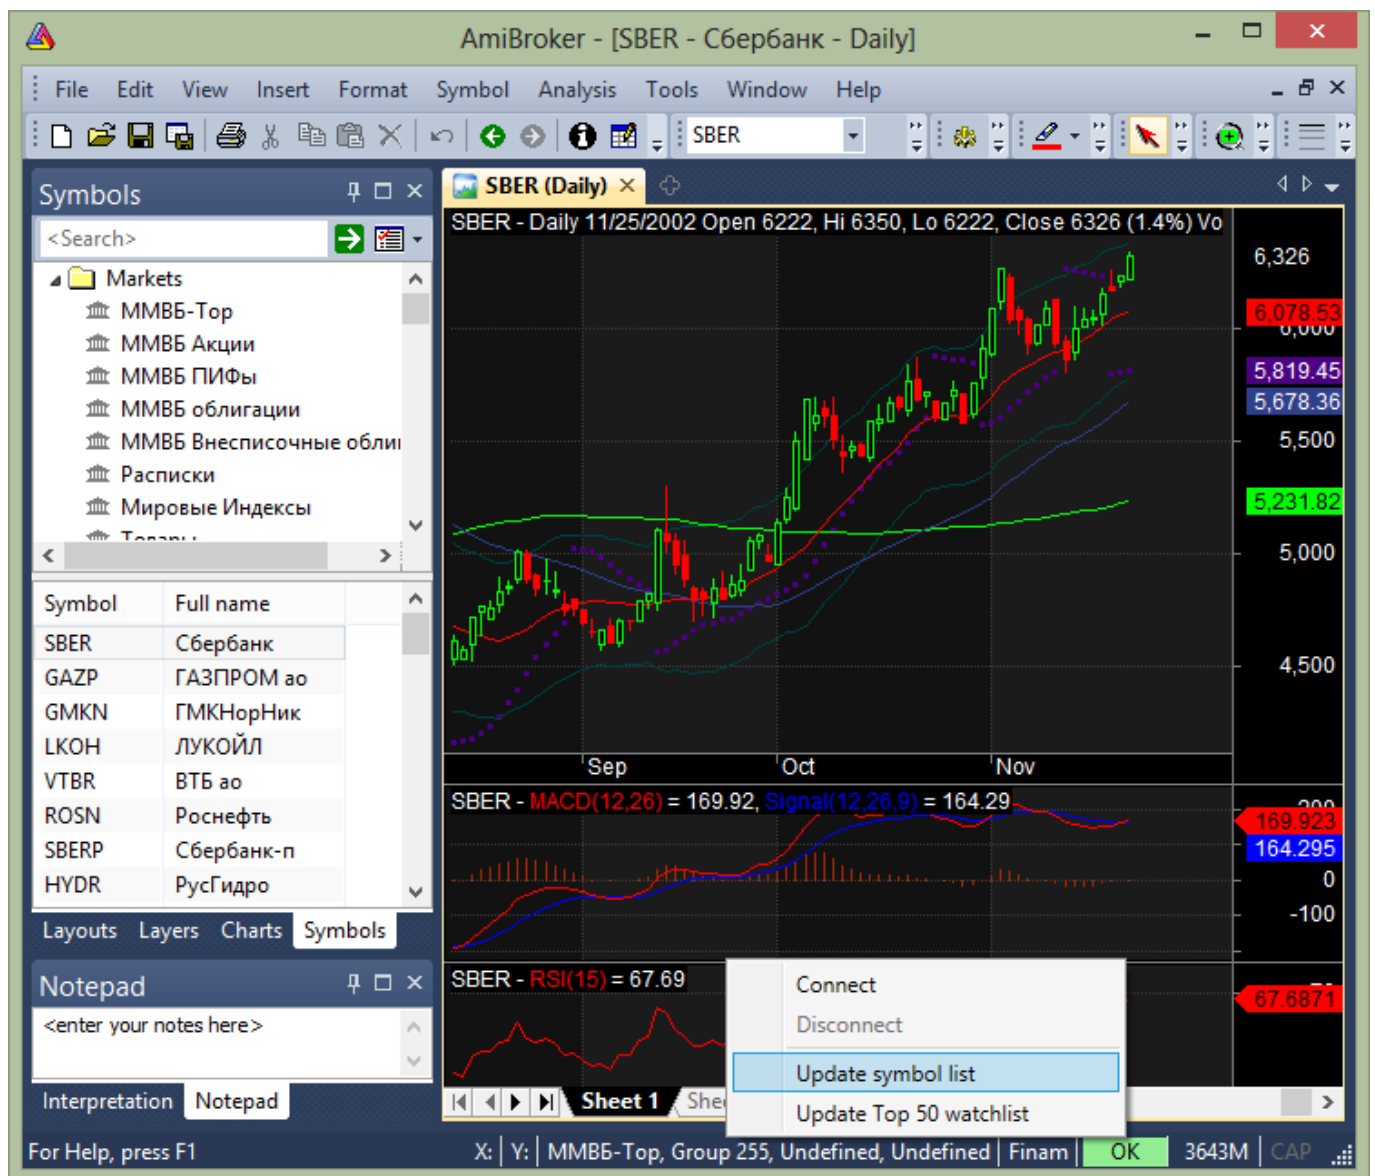 AmiBroker - [SBER - Сбербанк - Daily]
File Edit View Insert Format Symbol Analysis Tools Window Help
SBER
Symbols
<Search>
Markets
ММВБ-Тор
ММВБ Акции
ММВБ ПИФы
ММВБ облигации
ММВБ Внесписочные
Расписки
Мировые Индексы
Symbol Full name
SBER Сбербанк
GAZP ГАЗПРОМ ао
GMKN ГМКНорНик
LKOH ЛУКОЙЛ
VTBR ВТБ ао
ROSN Роснефть
SBERP Сбербанк-п
HYDR РусГидро
Layouts Layers Charts Symbols
Notepad
<enter your notes here>
Interpretation Notepad
SBER (Daily)
SBER - Daily 11/25/2002 Open 6222, Hi 6350, Lo 6222, Close 6326 (1.4%) Vo
6,326
6,078.53
6,000
5,819.45
5,678.36
5,500
5,231.82
5,000
4,500
Sep Oct Nov
SBER - MACD(12,26) = 169.92, Signal(12,26,9) = 164.29
200
169.923
164.295
0
-100
SBER - RSI(15) = 67.69
67.6871
Connect
Disconnect
Update symbol list
Update Top 50 watchlist
Sheet 1 She
For Help, press F1 X: Y: ММВБ-Тор, Group 255, Undefined, Undefined Finam OK 3643M CAP